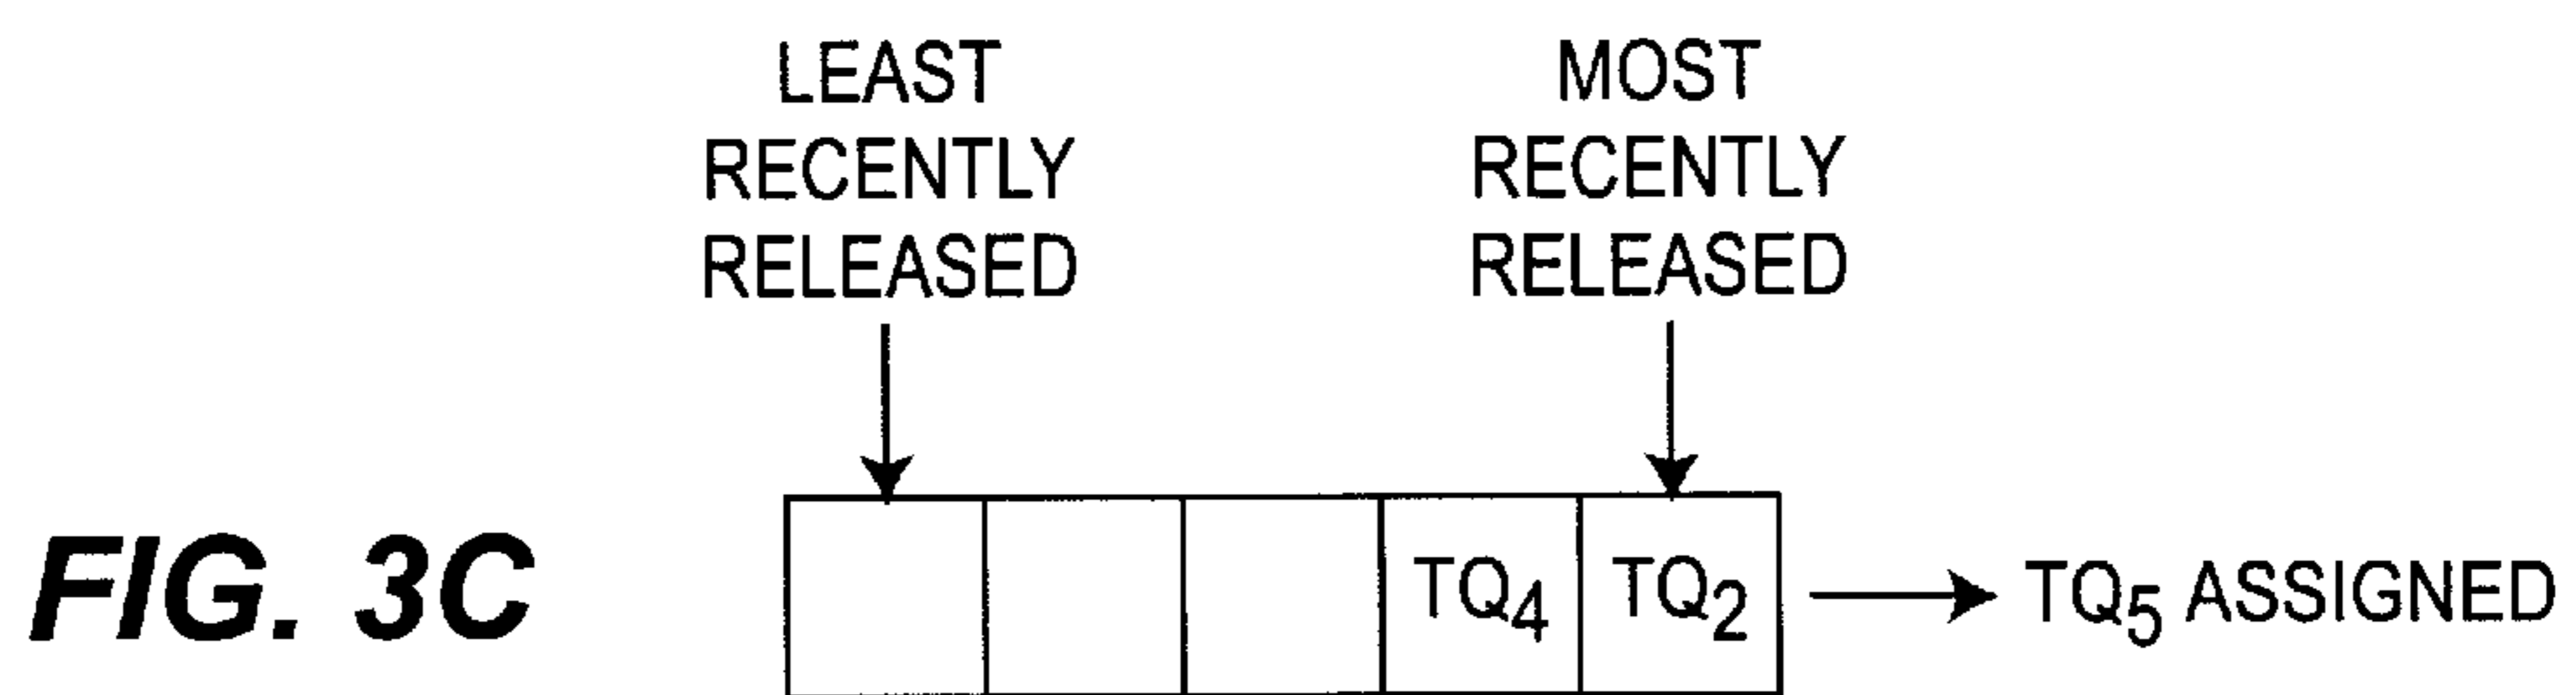 LEAST
RECENTLY
RELEASED
MOST
RECENTLY
RELEASED
FIG. 3C
TQ4
TQ2
TQ5 ASSIGNED